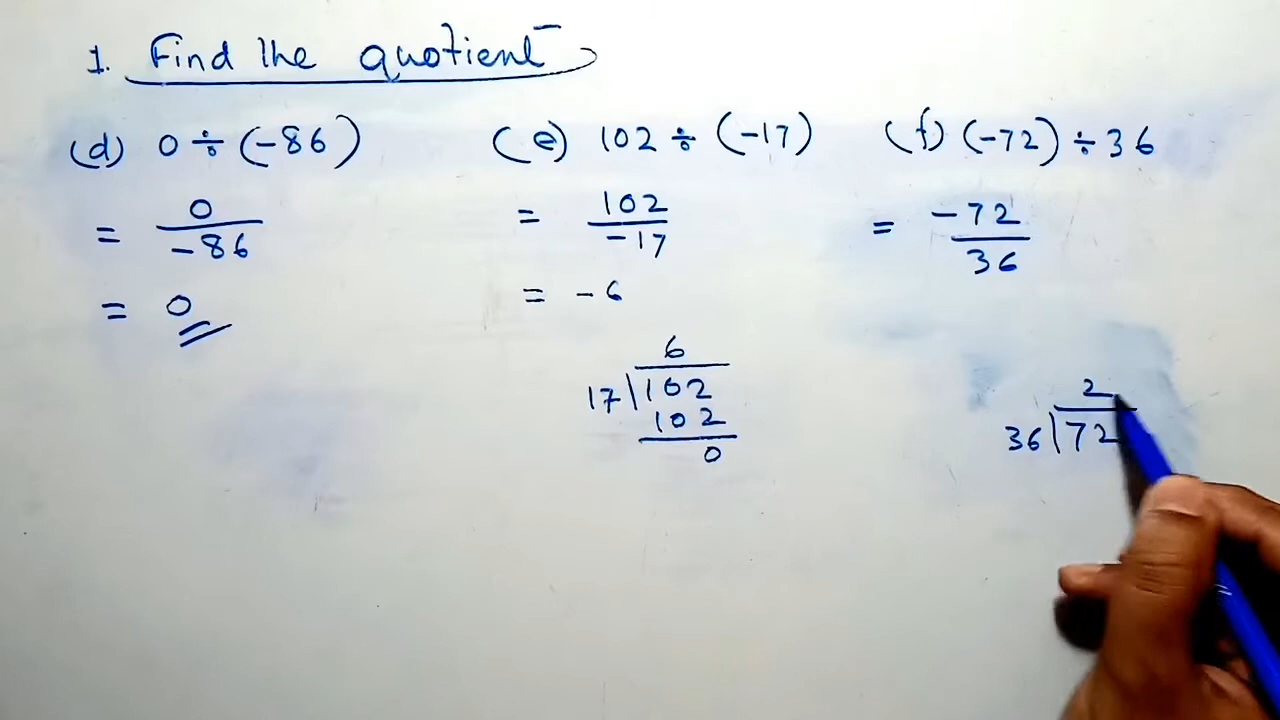 1. Find the quotient
(d) 0 ÷ (-86)
= 0/-86
= 0
(e) 102 ÷ (-17)
= 102/-17
= -6
6
17 102
102
0
(f) (-72) ÷ 36
= -72/36
2
36 72